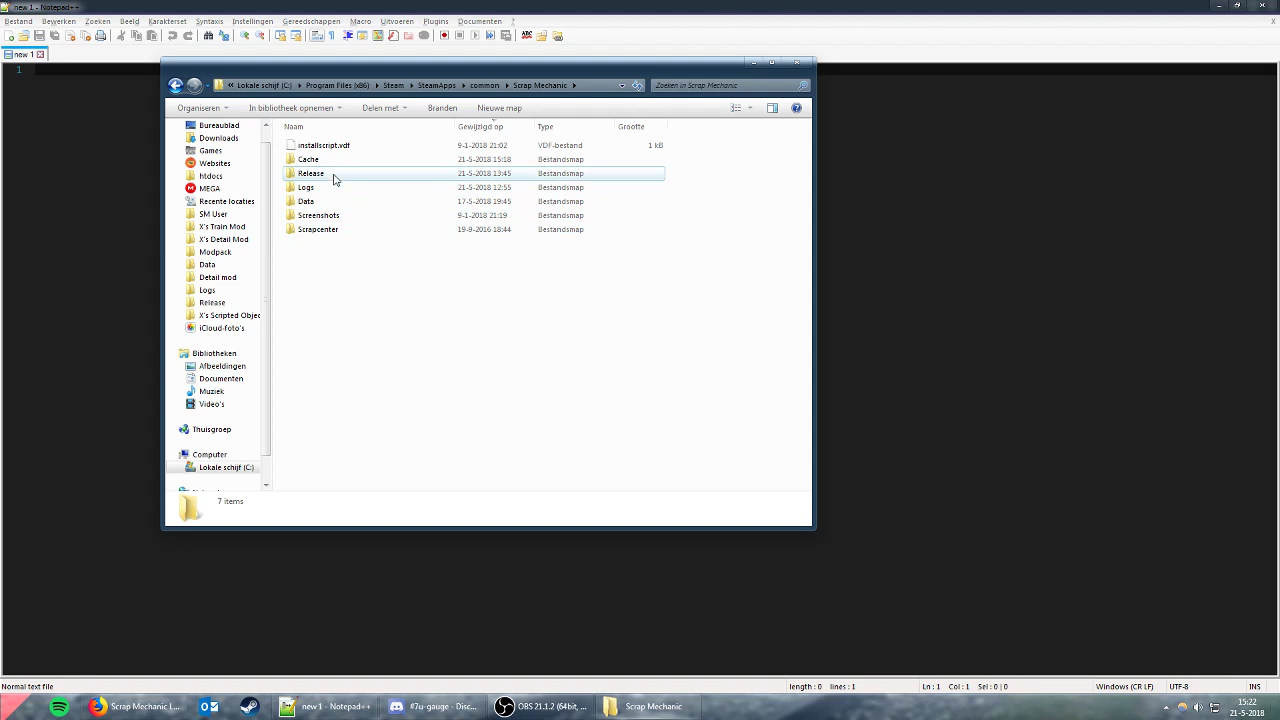 new 1 - Notepad++
Bestand Bewerken Zoeken Beeld Karakterset Syntaxis Instellingen Gereedschappen Macro Uitvoeren Plugins Documenten ? X
new 1
1
« Lokale schijf (C:) Program Files (x86) Steam SteamApps common Scrap Mechanic Zoeken in Scrap Mechanic
Organiseren In bibliotheek opnemen Delen met Branden Nieuwe map
Naam Gewijzigd op Type Grootte
installscript.vdf 9-1-2018 21:02 VDF-bestand 1 kB
Cache 21-5-2018 15:18 Bestandsmap
Release 21-5-2018 13:45 Bestandsmap
Logs 21-5-2018 12:55 Bestandsmap
Data 17-5-2018 19:45 Bestandsmap
Screenshots 9-1-2018 21:19 Bestandsmap
Scrapcenter 19-9-2016 18:44 Bestandsmap
Bureaublad
Downloads
Games
Websites
htdocs
MEGA
Recente locaties
SM User
X's Train Mod
X's Detail Mod
Modpack
Data
Detail mod
Logs
Release
X's Scripted Objec
iCloud-foto's
Bibliotheken
Afbeeldingen
Documenten
Muziek
Video's
Thuisgroep
Computer
Lokale schijf (C:)
7 items
Normal text file length : 0 lines : 1 Ln : 1 Col : 1 Sel : 0 | 0 Windows (CR LF) UTF-8 INS
Scrap Mechanic L... new 1 - Notepad++ #7u-gauge - Disc... OBS 21.1.2 (64bit, ... Scrap Mechanic
15:22
21-5-2018